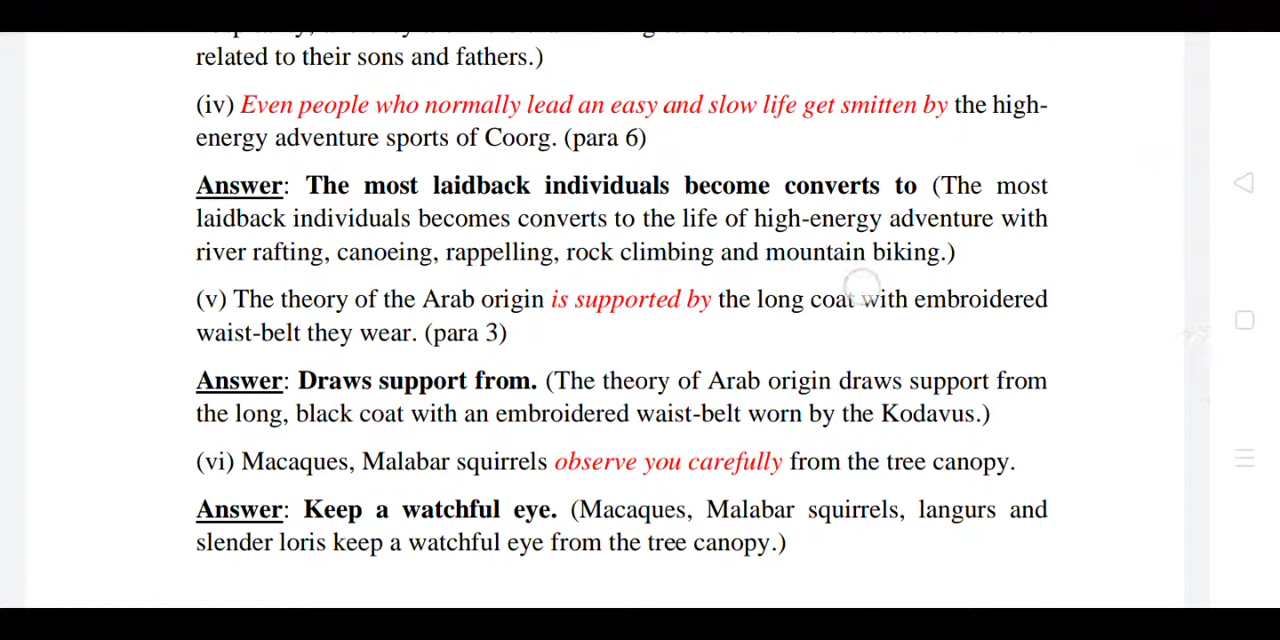 related to their sons and fathers.)
(iv) Even people who normally lead an easy and slow life get smitten by the high-
energy adventure sports of Coorg. (para 6)
Answer: The most laidback individuals become converts to (The most
laidback individuals becomes converts to the life of high-energy adventure with
river rafting, canoeing, rappelling, rock climbing and mountain biking.)
(v) The theory of the Arab origin is supported by the long coat with embroidered
waist-belt they wear. (para 3)
Answer: Draws support from. (The theory of Arab origin draws support from
the long, black coat with an embroidered waist-belt worn by the Kodavus.)
(vi) Macaques, Malabar squirrels observe you carefully from the tree canopy.
Answer: Keep a watchful eye. (Macaques, Malabar squirrels, langurs and
slender loris keep a watchful eye from the tree canopy.)